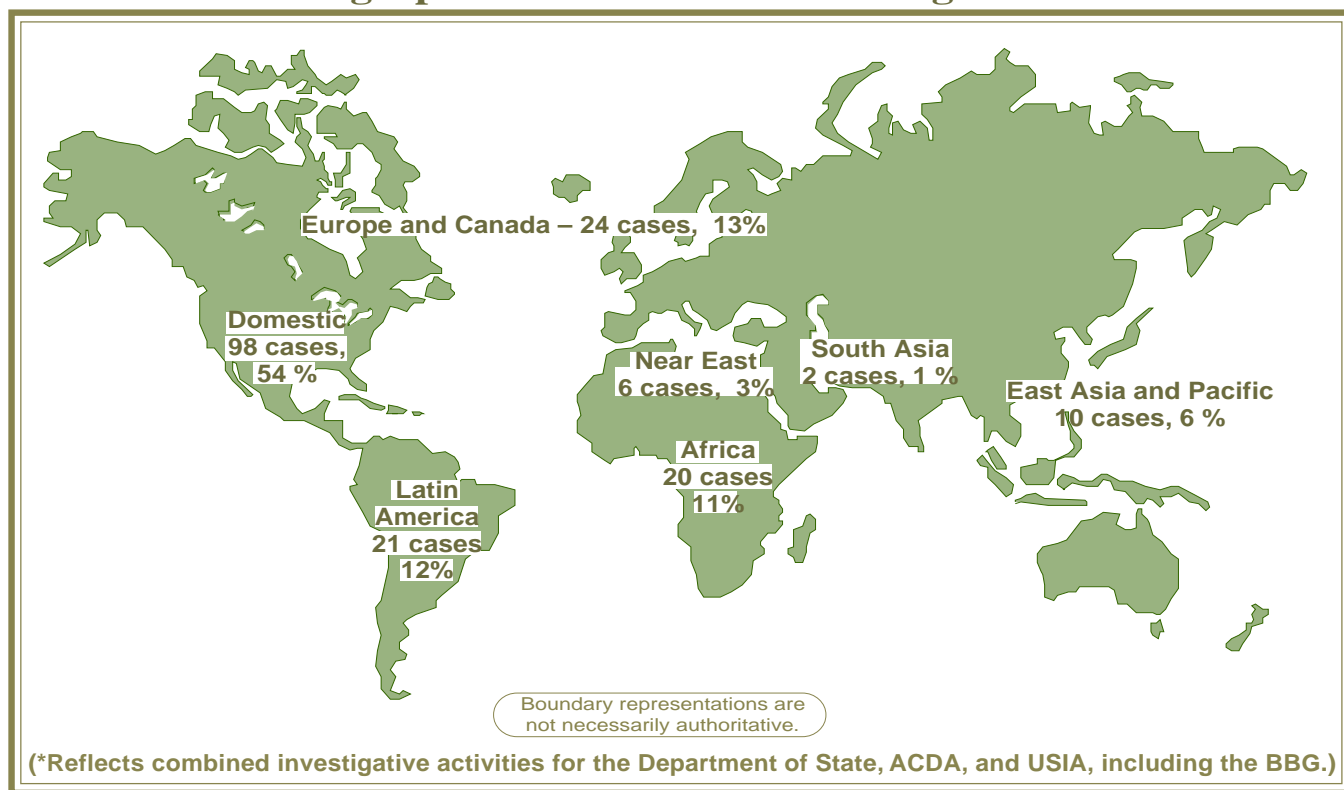 Europe and Canada – 24 cases,  13%
Domestic
98 cases,
54 %
Near East
6 cases,  3%
South Asia
2 cases, 1 %
East Asia and Pacific
10 cases, 6 %
Africa
20 cases
11%
Latin
America
21 cases
12%
Boundary representations are
not necessarily authoritative.
(*Reflects combined investigative activities for the Department of State, ACDA, and USIA, including the BBG.)